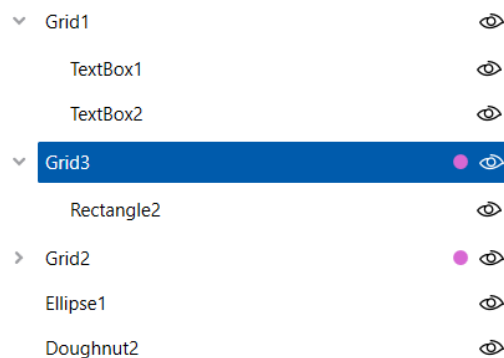 Grid1
TextBox1
TextBox2
Grid3
Rectangle2
Grid2
Ellipse1
Doughnut2